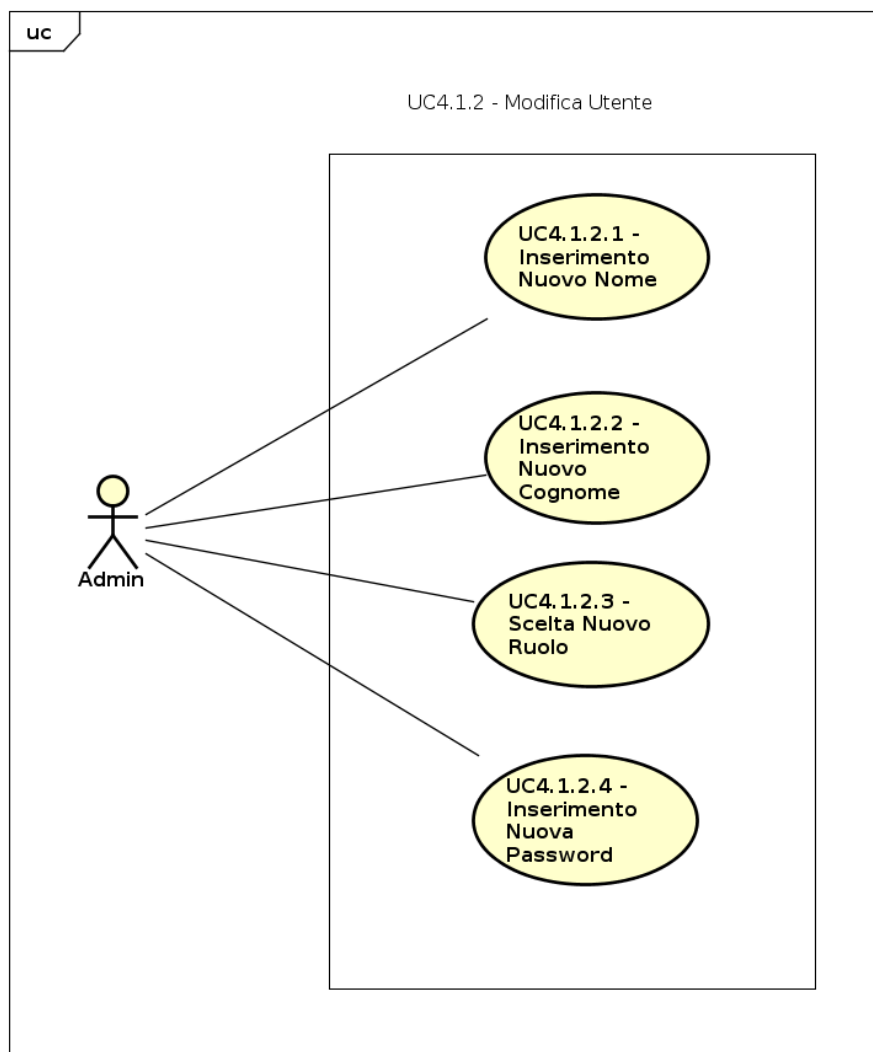 uc
UC4.1.2 - Modifica Utente
UC4.1.2.1 -
Inserimento
Nuovo Nome
UC4.1.2.2 -
Inserimento
Nuovo
Cognome
Admin
UC4.1.2.3 -
Scelta Nuovo
Ruolo
UC4.1.2.4 -
Inserimento
Nuova
Password